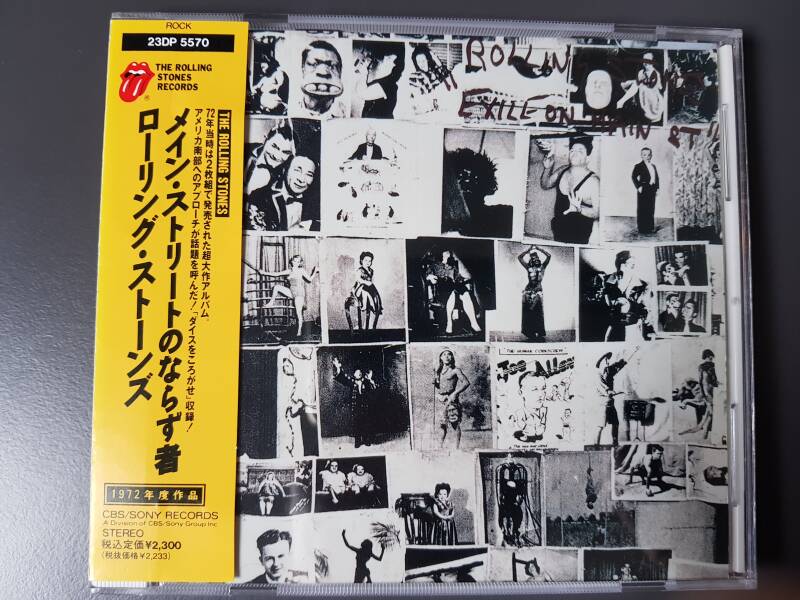 ROCK
23DP 5570
THE ROLLING
STONES
RECORDS
®
THE ROLLING STONES
72年当時は2枚組で発売された超大作アルバム。
アメリカ南部へのアプローチが話題を呼んだ!「ダイスをころがせ」収録!
メイン・ストリートのならず者
ローリング・ストーンズ
1972年度作品
CBS/SONY RECORDS
A Division of CBS/Sony Group Inc
STEREO
税込定価¥2,300
(税抜価格¥2,233)
"ROLLING
EXILE ON MAIN ST"
THE HUMAN CORKSCREW
Joe Allen